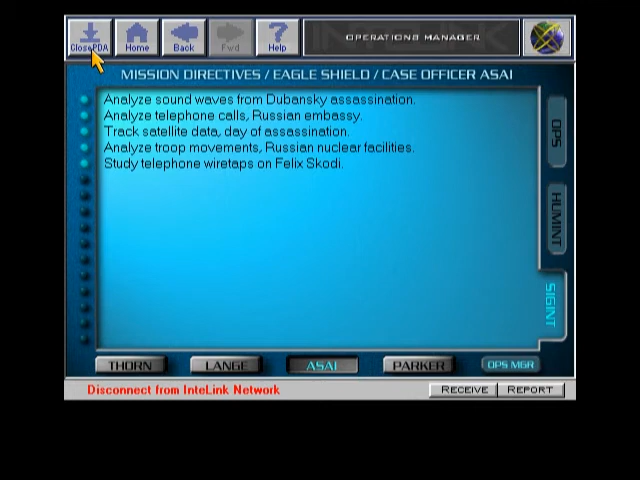 ClosePDA
Home
Back
Fwd
Help
OPERATIONS MANAGER
MISSION DIRECTIVES / EAGLE SHIELD / CASE OFFICER ASAI
Analyze sound waves from Dubansky assassination.
Analyze telephone calls, Russian embassy.
Track satellite data, day of assassination.
Analyze troop movements, Russian nuclear facilities.
Study telephone wiretaps on Felix Skodi.
OPS
HUMINT
SIGINT
THORN
LANGE
ASAI
PARKER
OPS MGR
Disconnect from InteLink Network
RECEIVE
REPORT